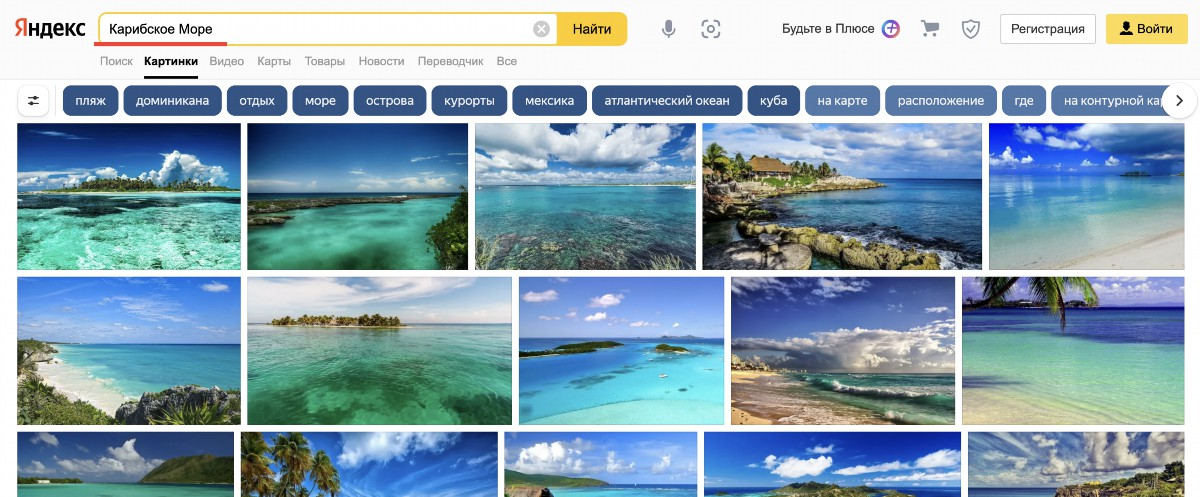 Яндекс Карибское Море Найти Будьте в Плюсе Регистрация Войти
Поиск Картинки Видео Карты Товары Новости Переводчик Все
пляж доминикана отдых море острова курорты мексика атлантический океан куба на карте расположение где на контурной ка